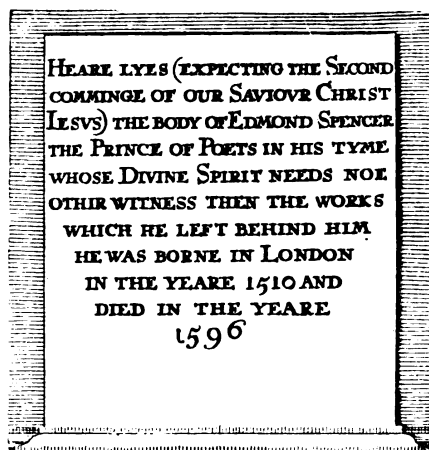 HEARE LYES (EXPECTING THE SECOND
COMMINGE OF OUR SAVIOVR CHRIST
IESVS) THE BODY OF EDMOND SPENCER
THE PRINCE OF POETS IN HIS TYME
WHOSE DIVINE SPIRIT NEEDS NOE
OTHIR WITNESS THEN THE WORKS
WHICH HE LEFT BEHIND HIM
HE WAS BORNE IN LONDON
IN THE YEARE 1510 AND
DIED IN THE YEARE
1596